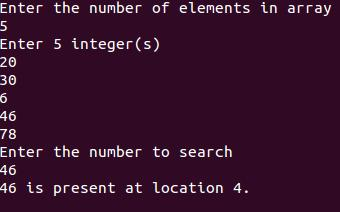 Enter the number of elements in array
5
Enter 5 integer(s)
20
30
6
46
78
Enter the number to search
46
46 is present at location 4.